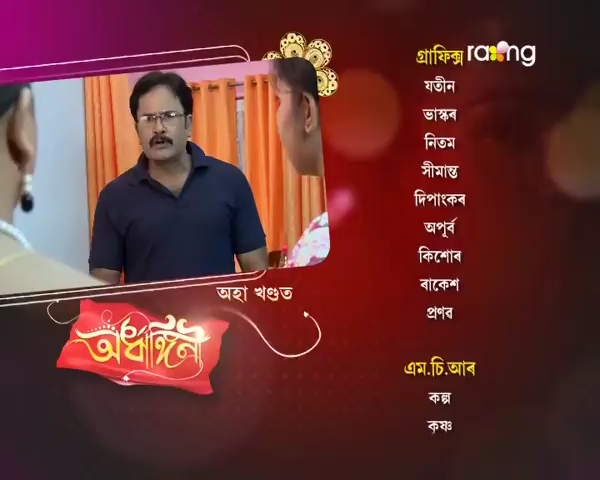 গ্ৰাফিক্স
rang
যতীন
ভাস্কৰ
নিতম
সীমান্ত
দিপাংকৰ
অপূৰ্ব
কিশোৰ
ৰাকেশ
প্ৰণৱ
এম.চি.আৰ
কল্প
কৃষ্ণ
অহা খণ্ডত
অৰ্ধাঙ্গিনী